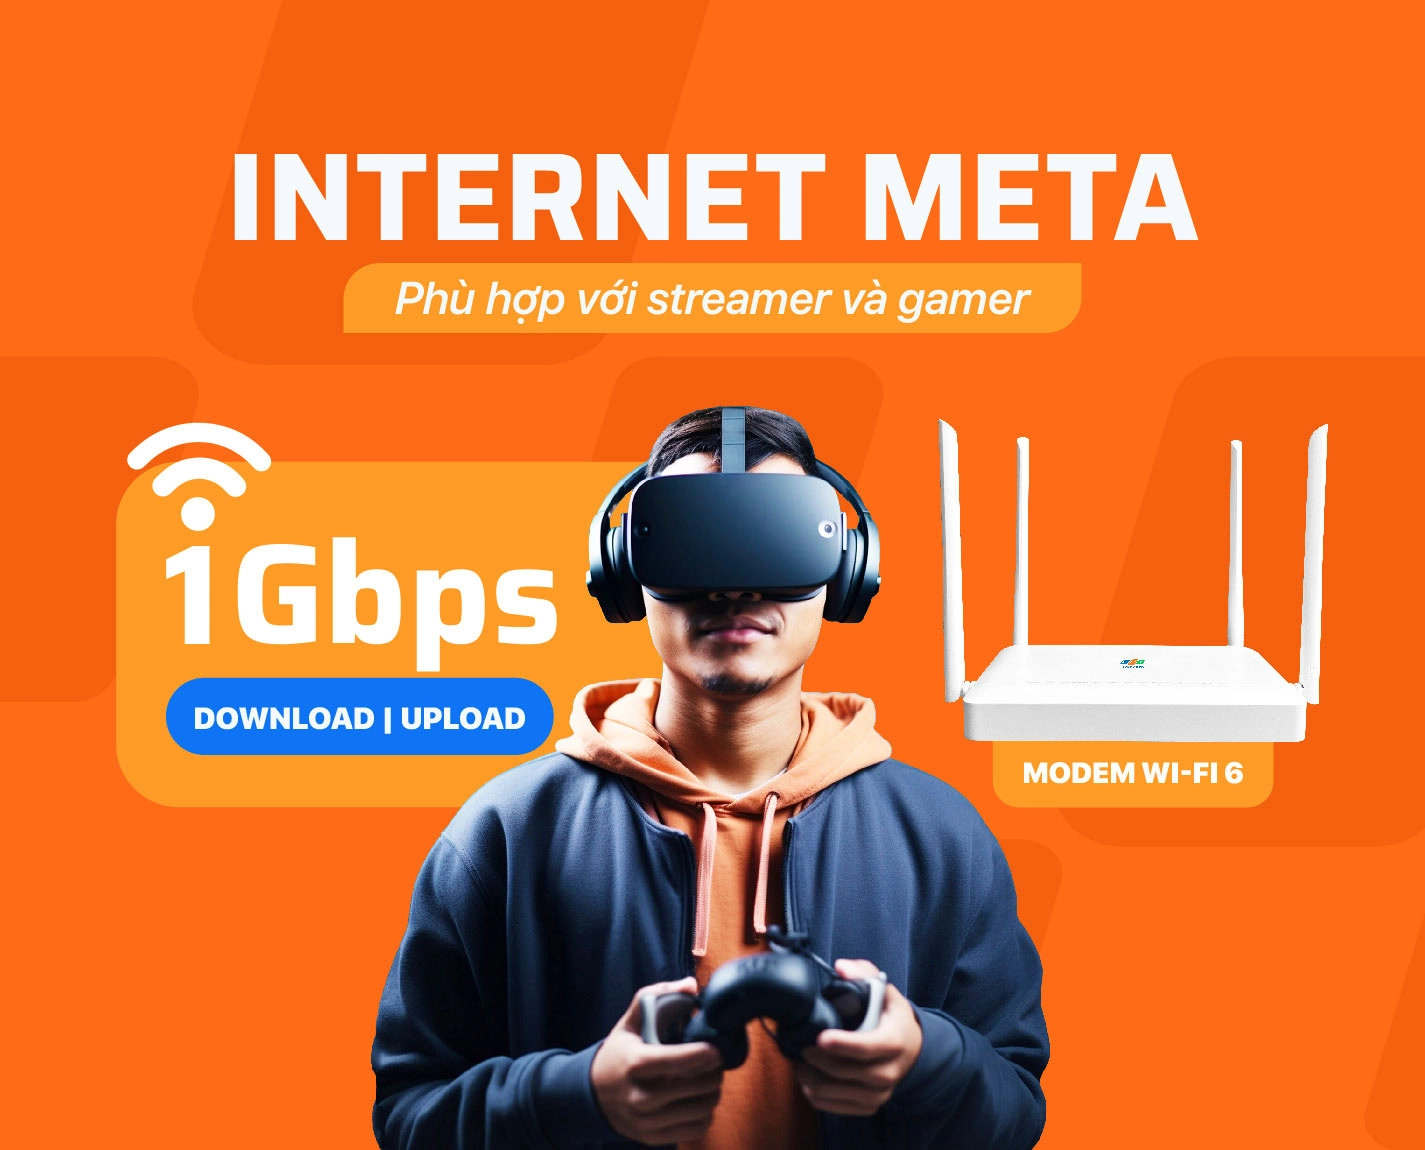 INTERNET META
Phù hợp với streamer và gamer
1Gbps
DOWNLOAD | UPLOAD
MODEM WI-FI 6